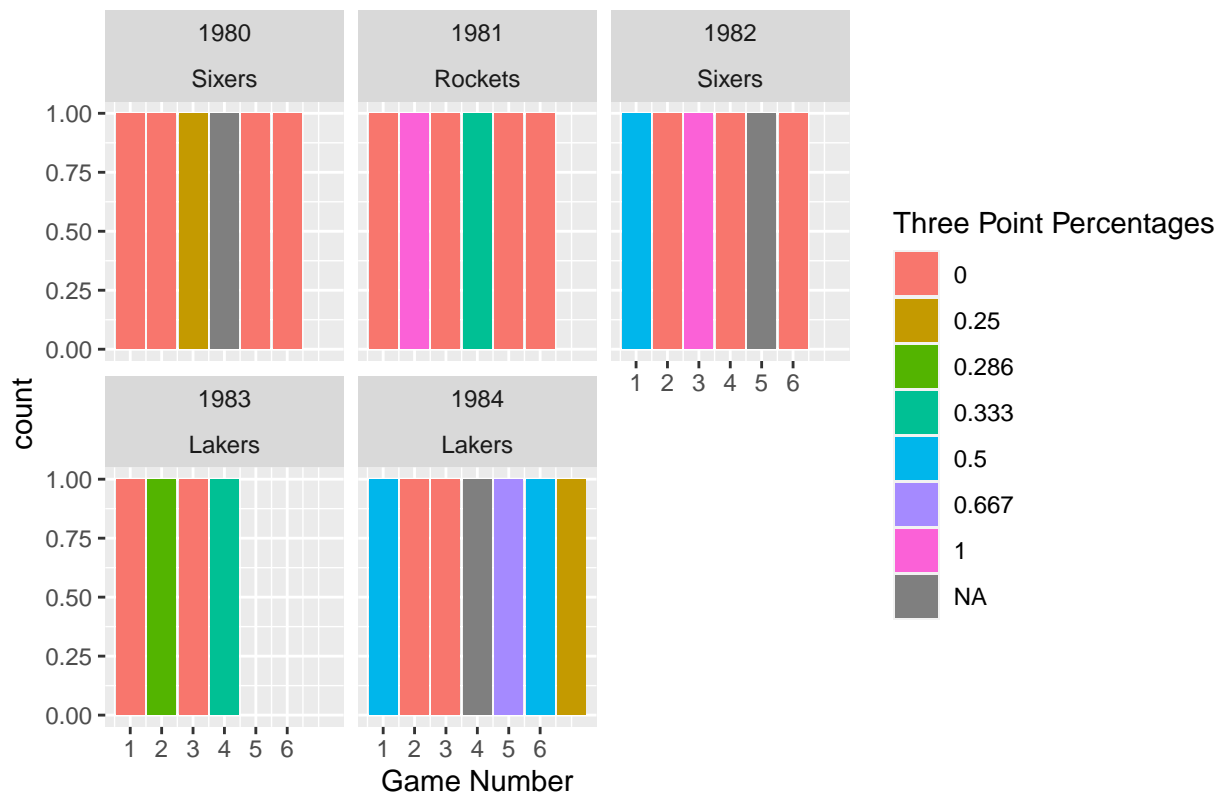 1980
Sixers
1981
Rockets
1982
Sixers
1.00
0.75
0.50
0.25
0.00
1 2 3 4 5 6
1983
Lakers
1984
Lakers
1.00
0.75
0.50
0.25
0.00
1 2 3 4 5 6
1 2 3 4 5 6
Game Number
count
Three Point Percentages
0
0.25
0.286
0.333
0.5
0.667
1
NA